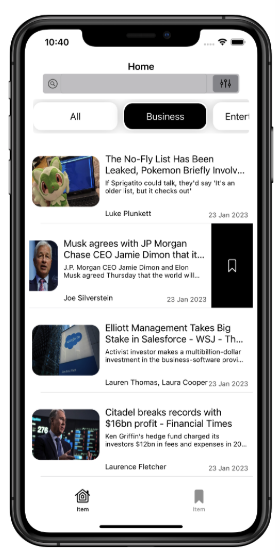 10:40
Home
All
Business
Entert
The No-Fly List Has Been
Leaked, Pokemon Briefly Involv...
If Sprigatito could talk, they'd say 'It's an
older list, but it checks out'
Luke Plunkett
23 Jan 2023
Musk agrees with JP Morgan
Chase CEO Jamie Dimon that it...
J.P. Morgan CEO Jamie Dimon and Elon
Musk agreed Thursday that the world will...
Joe Silverstein
23 Jan 2023
Elliott Management Takes Big
Stake in Salesforce - WSJ - Th...
Activist investor makes a multibillion-dollar
investment in the business-software provi...
Lauren Thomas, Laura Cooper
23 Jan 2023
Citadel breaks records with
$16bn profit - Financial Times
Ken Griffin's hedge fund charged its
investors $12bn in fees and expenses in 20...
Laurence Fletcher
23 Jan 2023
Item
Item